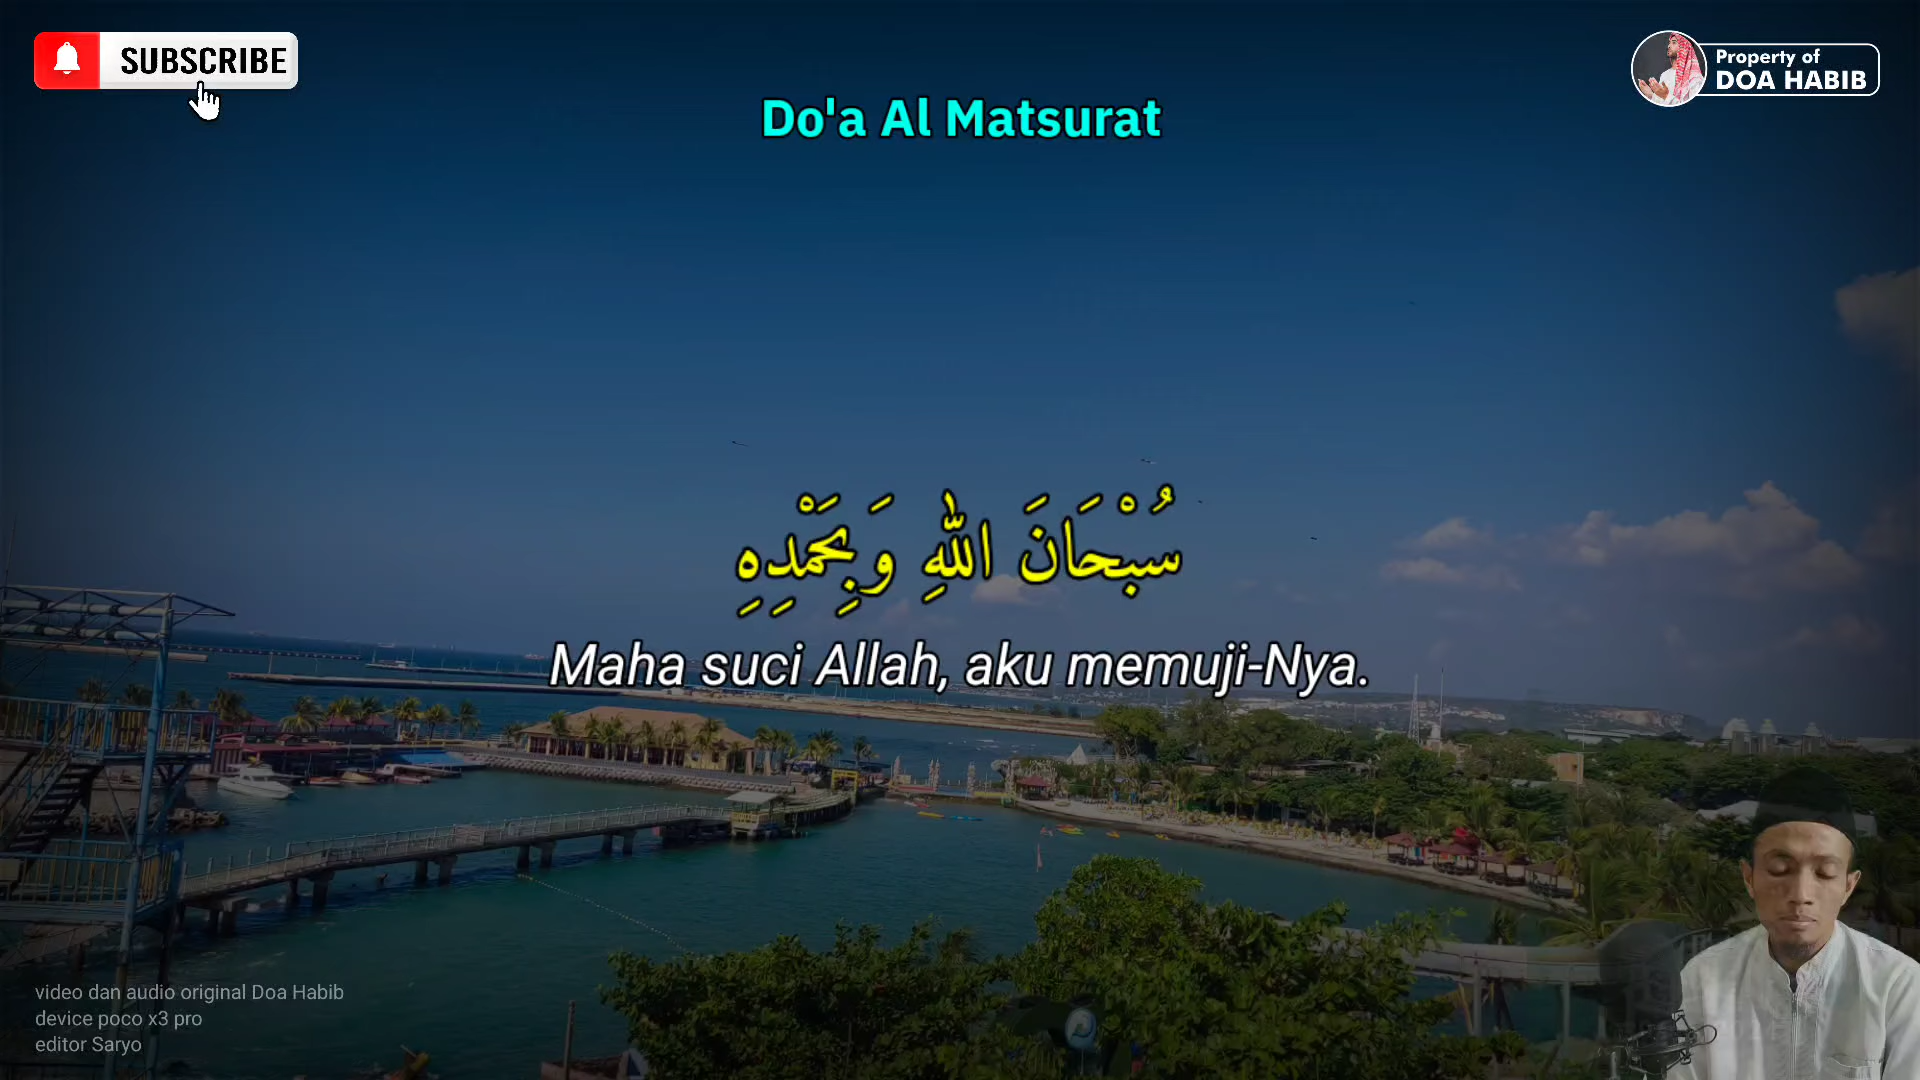 SUBSCRIBE
Property of
DOA HABIB
Do'a Al Matsurat
سُبْحَانَ اللّٰهِ وَبِحَمْدِهِ
Maha suci Allah, aku memuji-Nya.
video dan audio original Doa Habib
device poco x3 pro
editor Saryo